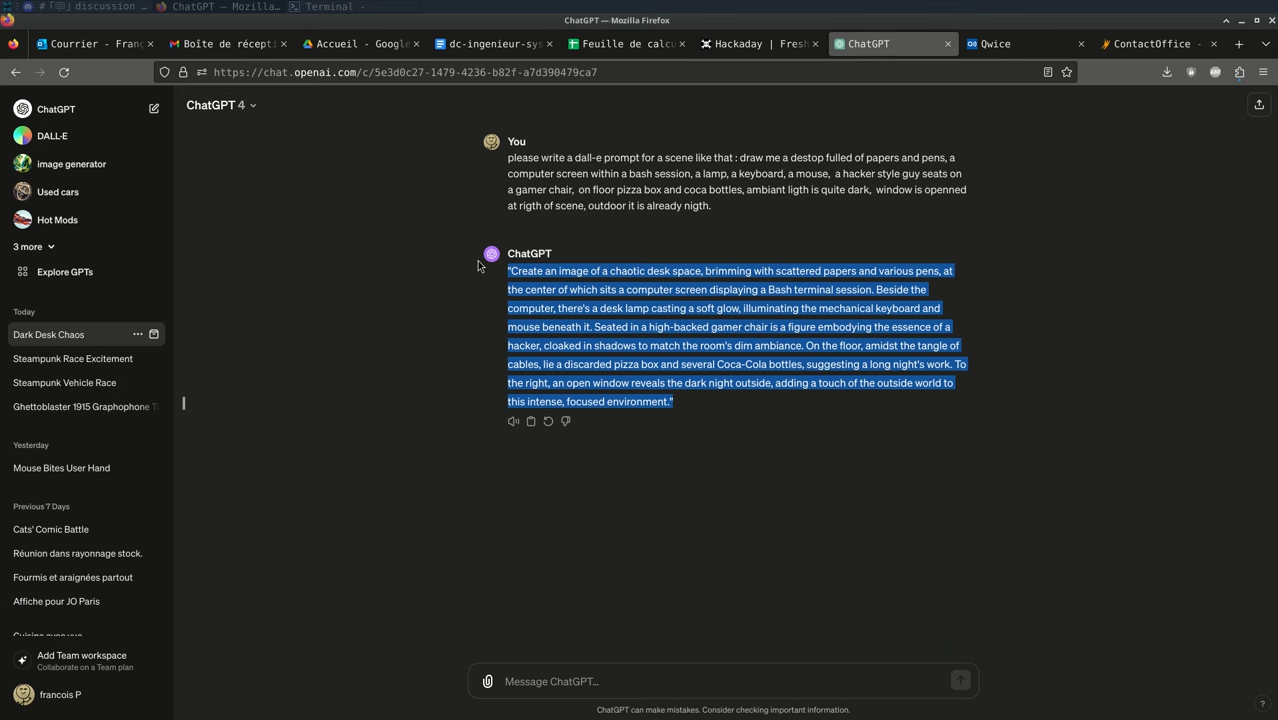 discussion ...
ChatGPT — Mozilla...
Terminal -
ChatGPT — Mozilla Firefox
Courrier - Franç
Boîte de récepti
Accueil - Google
dc-ingenieur-sys
Feuille de calcu
Hackaday | Fresh
ChatGPT
Qwice
ContactOffice -
https://chat.openai.com/c/5e3d0c27-1479-4236-b82f-a7d390479ca7
ChatGPT
DALL·E
image generator
Used cars
Hot Mods
3 more
Explore GPTs
Today
Dark Desk Chaos
Steampunk Race Excitement
Steampunk Vehicle Race
Ghettoblaster 1915 Graphophone T
Yesterday
Mouse Bites User Hand
Previous 7 Days
Cats' Comic Battle
Réunion dans rayonnage stock.
Fourmis et araignées partout
Affiche pour JO Paris
Add Team workspace
Collaborate on a Team plan
francois P
ChatGPT 4
You
please write a dall-e prompt for a scene like that : draw me a destop fulled of papers and pens, a
computer screen within a bash session, a lamp, a keyboard, a mouse,  a hacker style guy seats on
a gamer chair,  on floor pizza box and coca bottles, ambiant ligth is quite dark,  window is openned
at rigth of scene, outdoor it is already nigth.
ChatGPT
"Create an image of a chaotic desk space, brimming with scattered papers and various pens, at
the center of which sits a computer screen displaying a Bash terminal session. Beside the
computer, there's a desk lamp casting a soft glow, illuminating the mechanical keyboard and
mouse beneath it. Seated in a high-backed gamer chair is a figure embodying the essence of a
hacker, cloaked in shadows to match the room's dim ambiance. On the floor, amidst the tangle of
cables, lie a discarded pizza box and several Coca-Cola bottles, suggesting a long night's work. To
the right, an open window reveals the dark night outside, adding a touch of the outside world to
this intense, focused environment."
Message ChatGPT...
ChatGPT can make mistakes. Consider checking important information.
?